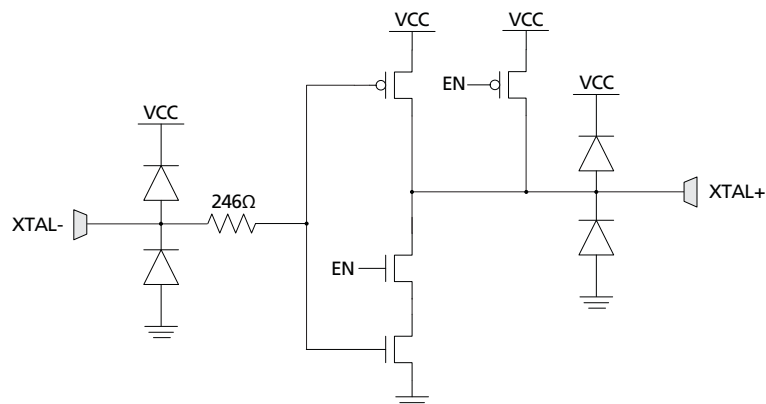 VCC
VCC
EN
VCC
VCC
246Ω
XTAL-
XTAL+
EN